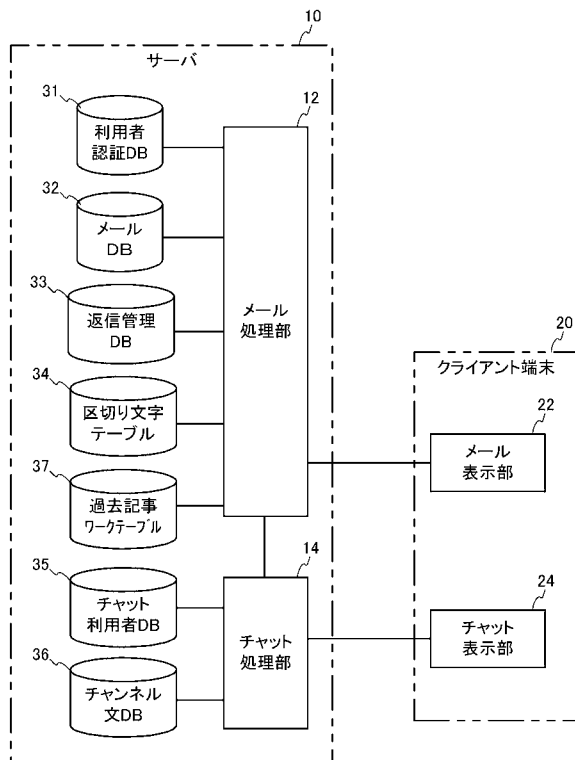 10
サーバ
31
利用者
認証DB
12
メール
処理部
32
メール
DB
33
返信管理
DB
34
区切り文字
テーブル
37
過去記事
ワークテーブル
35
チャット
利用者DB
36
チャンネル
文DB
14
チャット
処理部
20
クライアント端末
22
メール
表示部
24
チャット
表示部